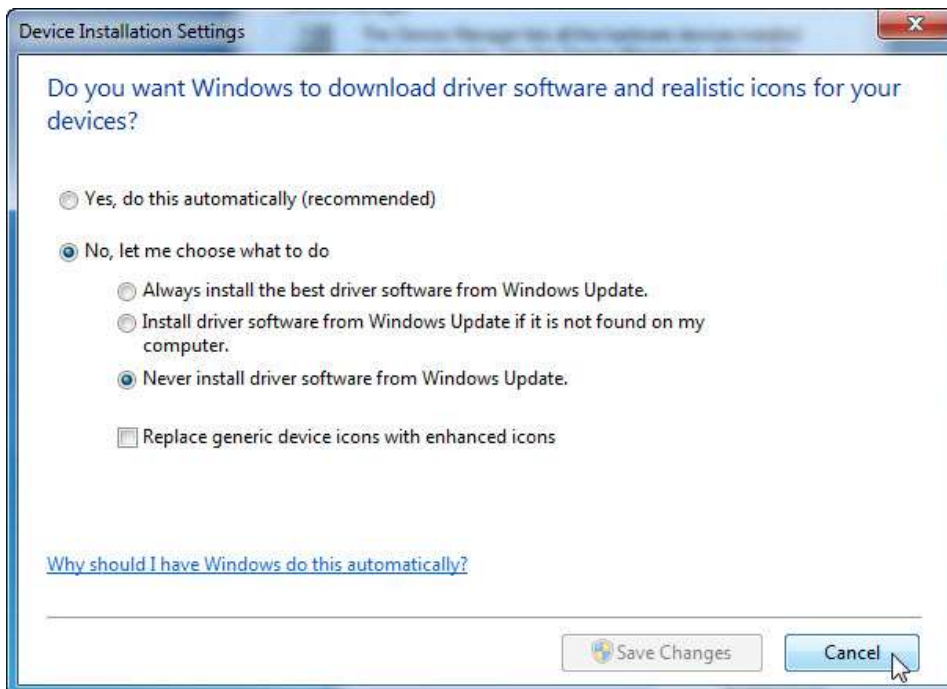 Device Installation Settings
Do you want Windows to download driver software and realistic icons for your
devices?
Yes, do this automatically (recommended)
No, let me choose what to do
Always install the best driver software from Windows Update.
Install driver software from Windows Update if it is not found on my
computer.
Never install driver software from Windows Update.
Replace generic device icons with enhanced icons
Why should I have Windows do this automatically?
Save Changes
Cancel